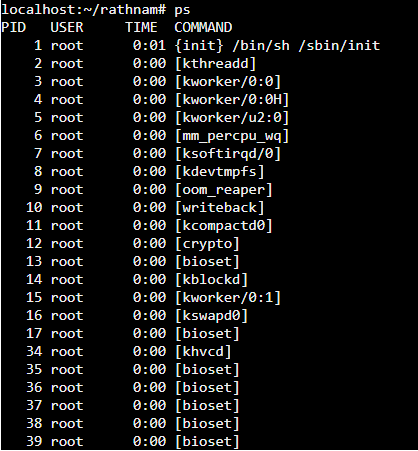 localhost:~/rathnam# ps
PID   USER     TIME  COMMAND
    1 root      0:01 {init} /bin/sh /sbin/init
    2 root      0:00 [kthreadd]
    3 root      0:00 [kworker/0:0]
    4 root      0:00 [kworker/0:0H]
    5 root      0:00 [kworker/u2:0]
    6 root      0:00 [mm_percpu_wq]
    7 root      0:00 [ksoftirqd/0]
    8 root      0:00 [kdevtmpfs]
    9 root      0:00 [oom_reaper]
   10 root      0:00 [writeback]
   11 root      0:00 [kcompactd0]
   12 root      0:00 [crypto]
   13 root      0:00 [bioset]
   14 root      0:00 [kblockd]
   15 root      0:00 [kworker/0:1]
   16 root      0:00 [kswapd0]
   17 root      0:00 [bioset]
   34 root      0:00 [khvcd]
   35 root      0:00 [bioset]
   36 root      0:00 [bioset]
   37 root      0:00 [bioset]
   38 root      0:00 [bioset]
   39 root      0:00 [bioset]